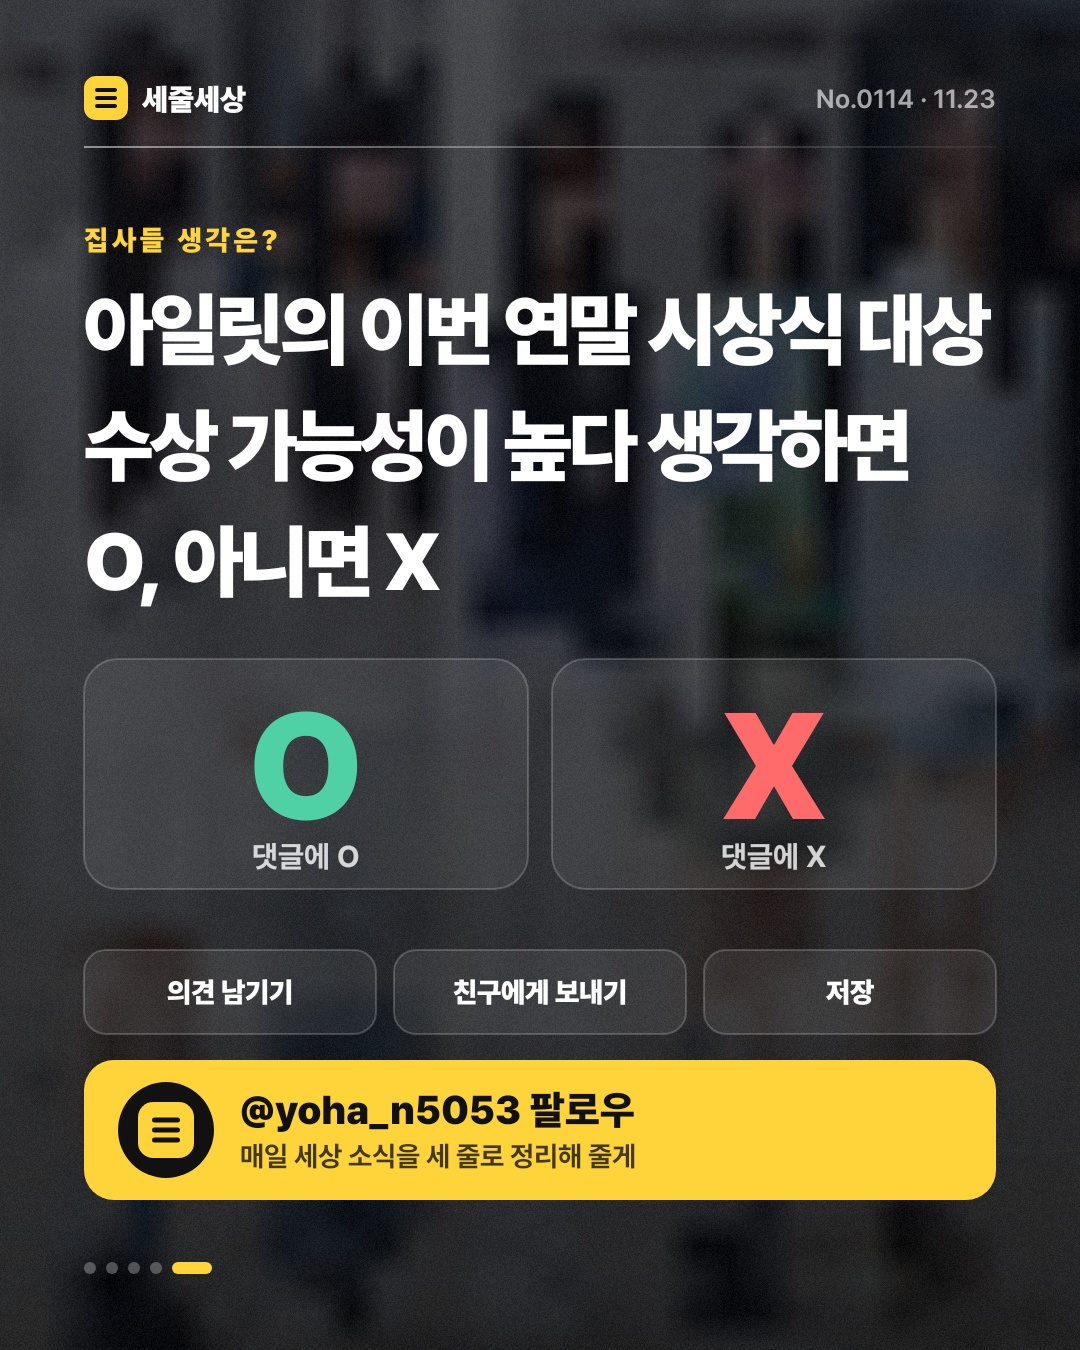 세줄세상
No.0114 · 11.23
집사들 생각은?
아일릿의 이번 연말 시상식 대상
수상 가능성이 높다 생각하면
O, 아니면 X
O
댓글에 O
X
댓글에 X
의견 남기기
친구에게 보내기
저장
@yoha_n5053 팔로우
매일 세상 소식을 세 줄로 정리해 줄게